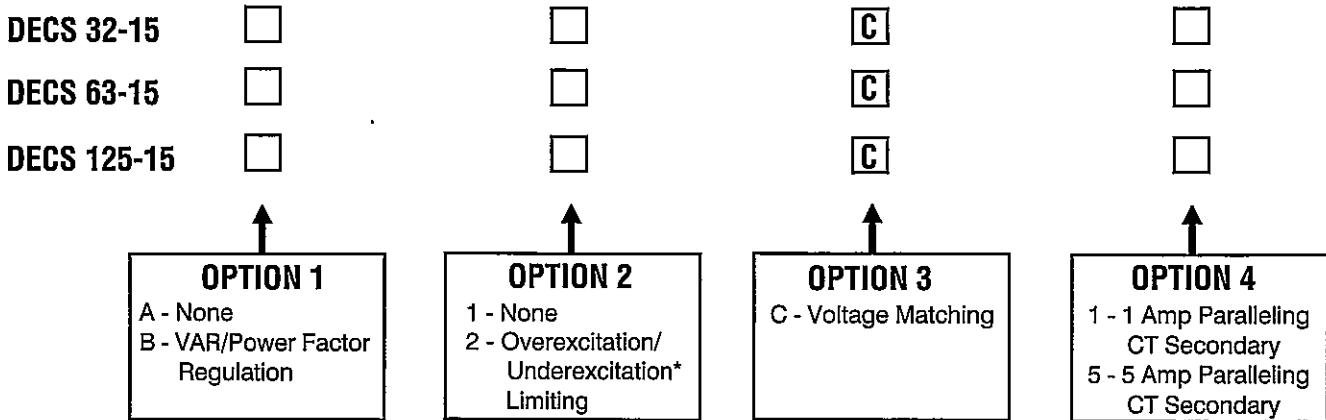 DECS 32-15 C
DECS 63-15 C
DECS 125-15 C
OPTION 1
A - None
B - VAR/Power Factor
Regulation
OPTION 2
1 - None
2 - Overexcitation/
Underexcitation*
Limiting
OPTION 3
C - Voltage Matching
OPTION 4
1 - 1 Amp Paralleling
CT Secondary
5 - 5 Amp Paralleling
CT Secondary